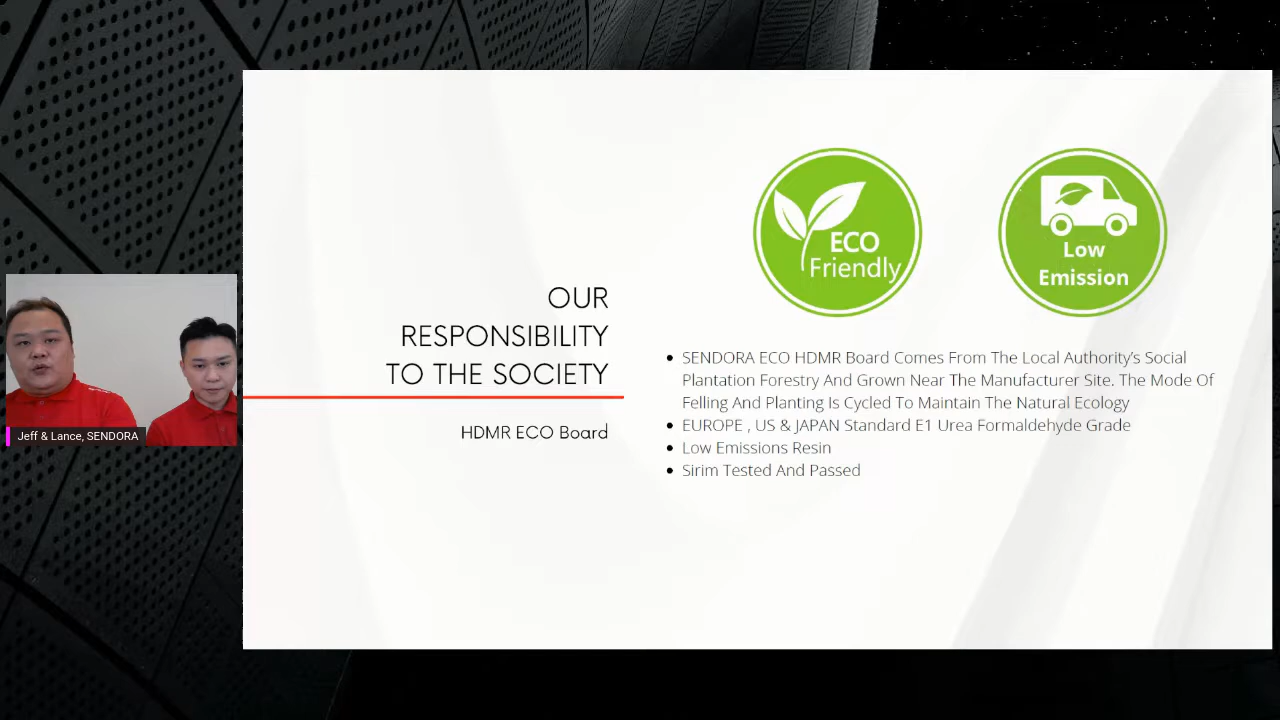 OUR
RESPONSIBILITY
TO THE SOCIETY
HDMR ECO Board
ECO
Friendly
Low
Emission
SENDORA ECO HDMR Board Comes From The Local Authority's Social
Plantation Forestry And Grown Near The Manufacturer Site. The Mode Of
Felling And Planting Is Cycled To Maintain The Natural Ecology
EUROPE , US & JAPAN Standard E1 Urea Formaldehyde Grade
Low Emissions Resin
Sirim Tested And Passed
Jeff & Lance, SENDORA